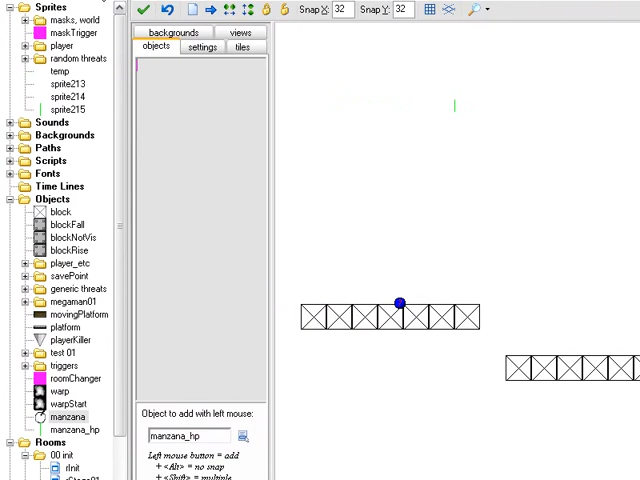 Sprites
masks, world
maskTrigger
player
random threats
temp
sprite213
sprite214
sprite215
Sounds
Backgrounds
Paths
Scripts
Fonts
Time Lines
Objects
block
blockFall
blockNotVis
blockRise
player_etc
savePoint
generic threats
megaman01
movingPlatform
platform
playerKiller
test 01
triggers
roomChanger
warp
warpStart
manzana
manzana_hp
Rooms
00 init
rInit
rStage01
Snap X: 32 Snap Y: 32
backgrounds views
objects settings tiles
Object to add with left mouse:
manzana_hp
Left mouse button = add
+ <Alt> = no snap
+ <Shift> = multiple